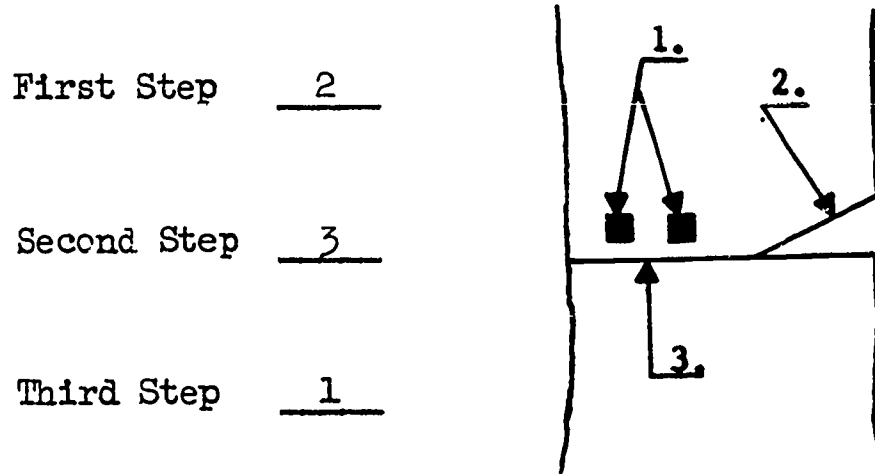 First Step 2
Second Step 3
Third Step 1
1.
2.
3.